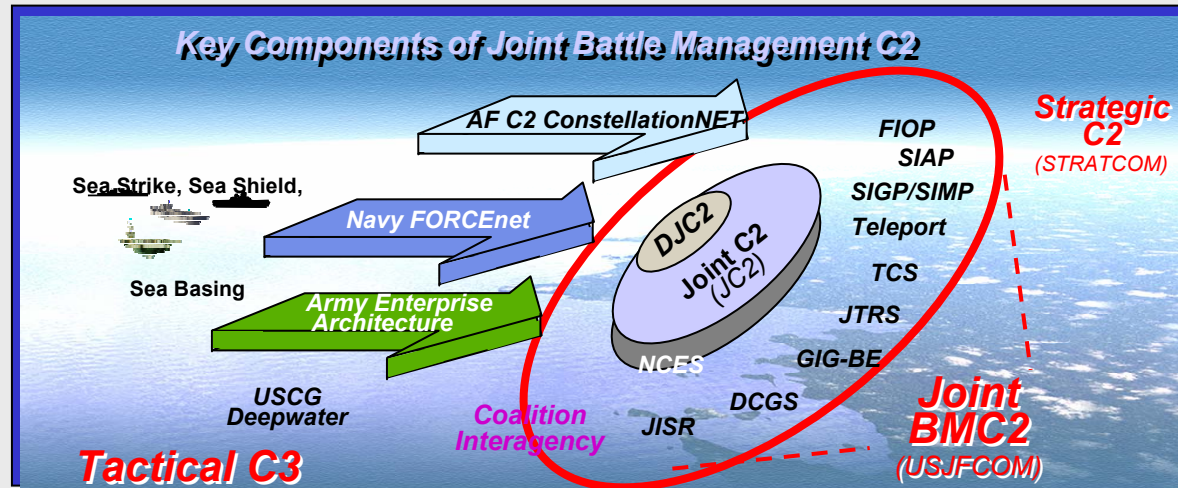 Key Components of Joint Battle Management C2
AF C2 ConstellationNET
FIOP
Strategic
C2
(STRATCOM)
SIAP
Sea Strike, Sea Shield,
SIGP/SIMP
Navy FORCEnet
Teleport
DJC2
Joint C2
(JC2)
TCS
Sea Basing
Army Enterprise
Architecture
JTRS
NCES
GIG-BE
USCG
Deepwater
DCGS
Coalition
Interagency
JISR
Joint
BMC2
(USJFCOM)
Tactical C3